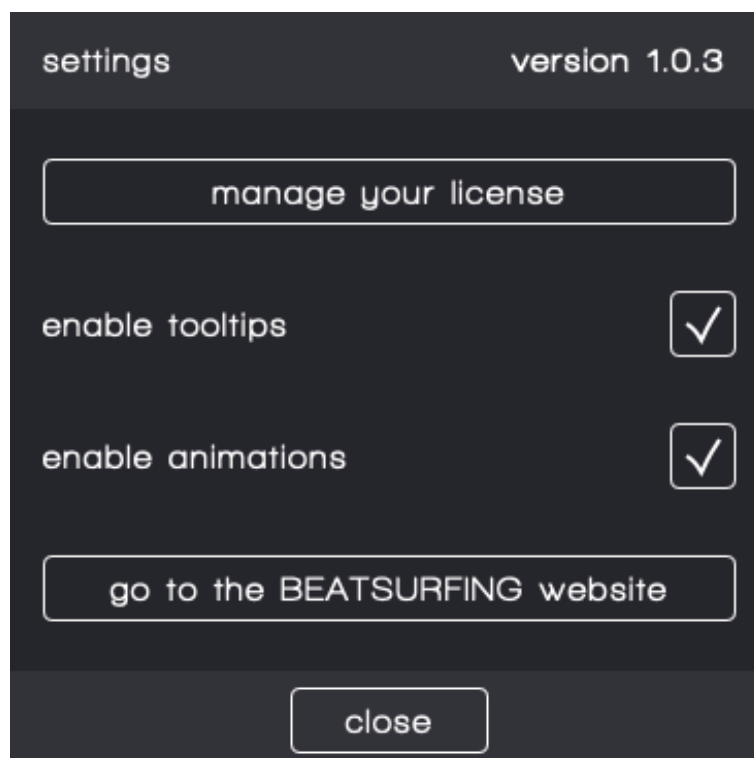 settings version 1.0.3
manage your license
enable tooltips
enable animations
go to the BEATSURFING website
close